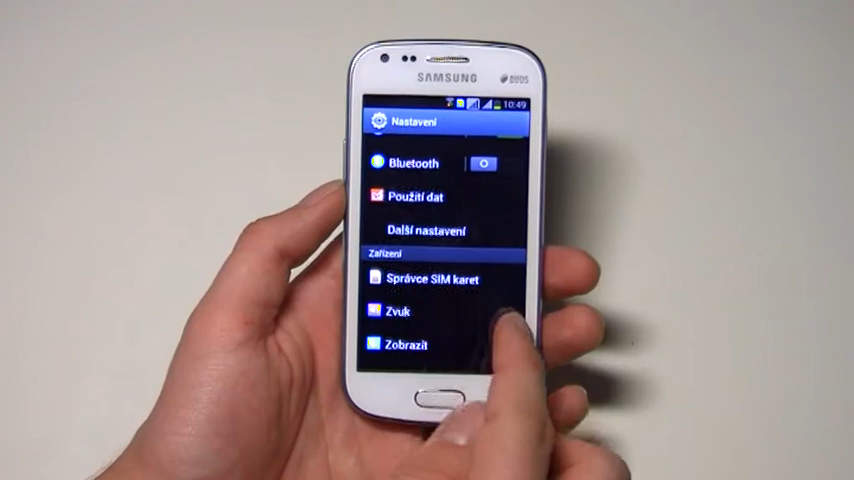 SAMSUNG
DUOS
10:49
Nastavení
Bluetooth
Použití dat
Další nastavení
Zařízení
Správce SIM karet
Zvuk
Zobrazit